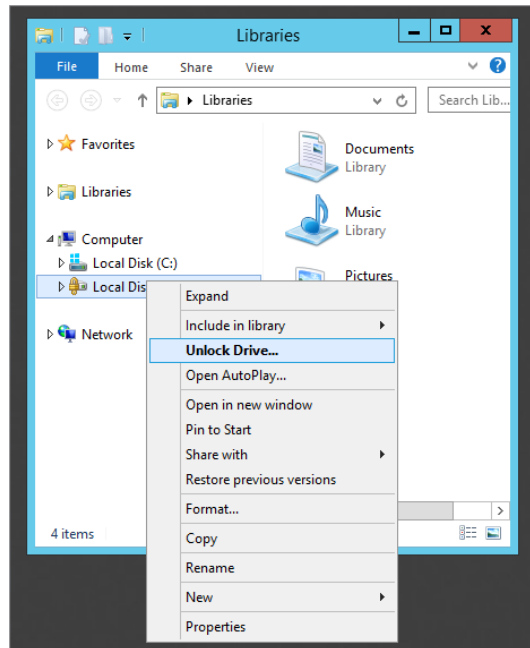 Libraries
File Home Share View
Libraries Search Lib...
Favorites
Libraries
Computer
Local Disk (C:)
Local Dis
Network
Documents
Library
Music
Library
Pictures
Expand
Include in library
Unlock Drive...
Open AutoPlay...
Open in new window
Pin to Start
Share with
Restore previous versions
Format...
Copy
Rename
New
Properties
4 items